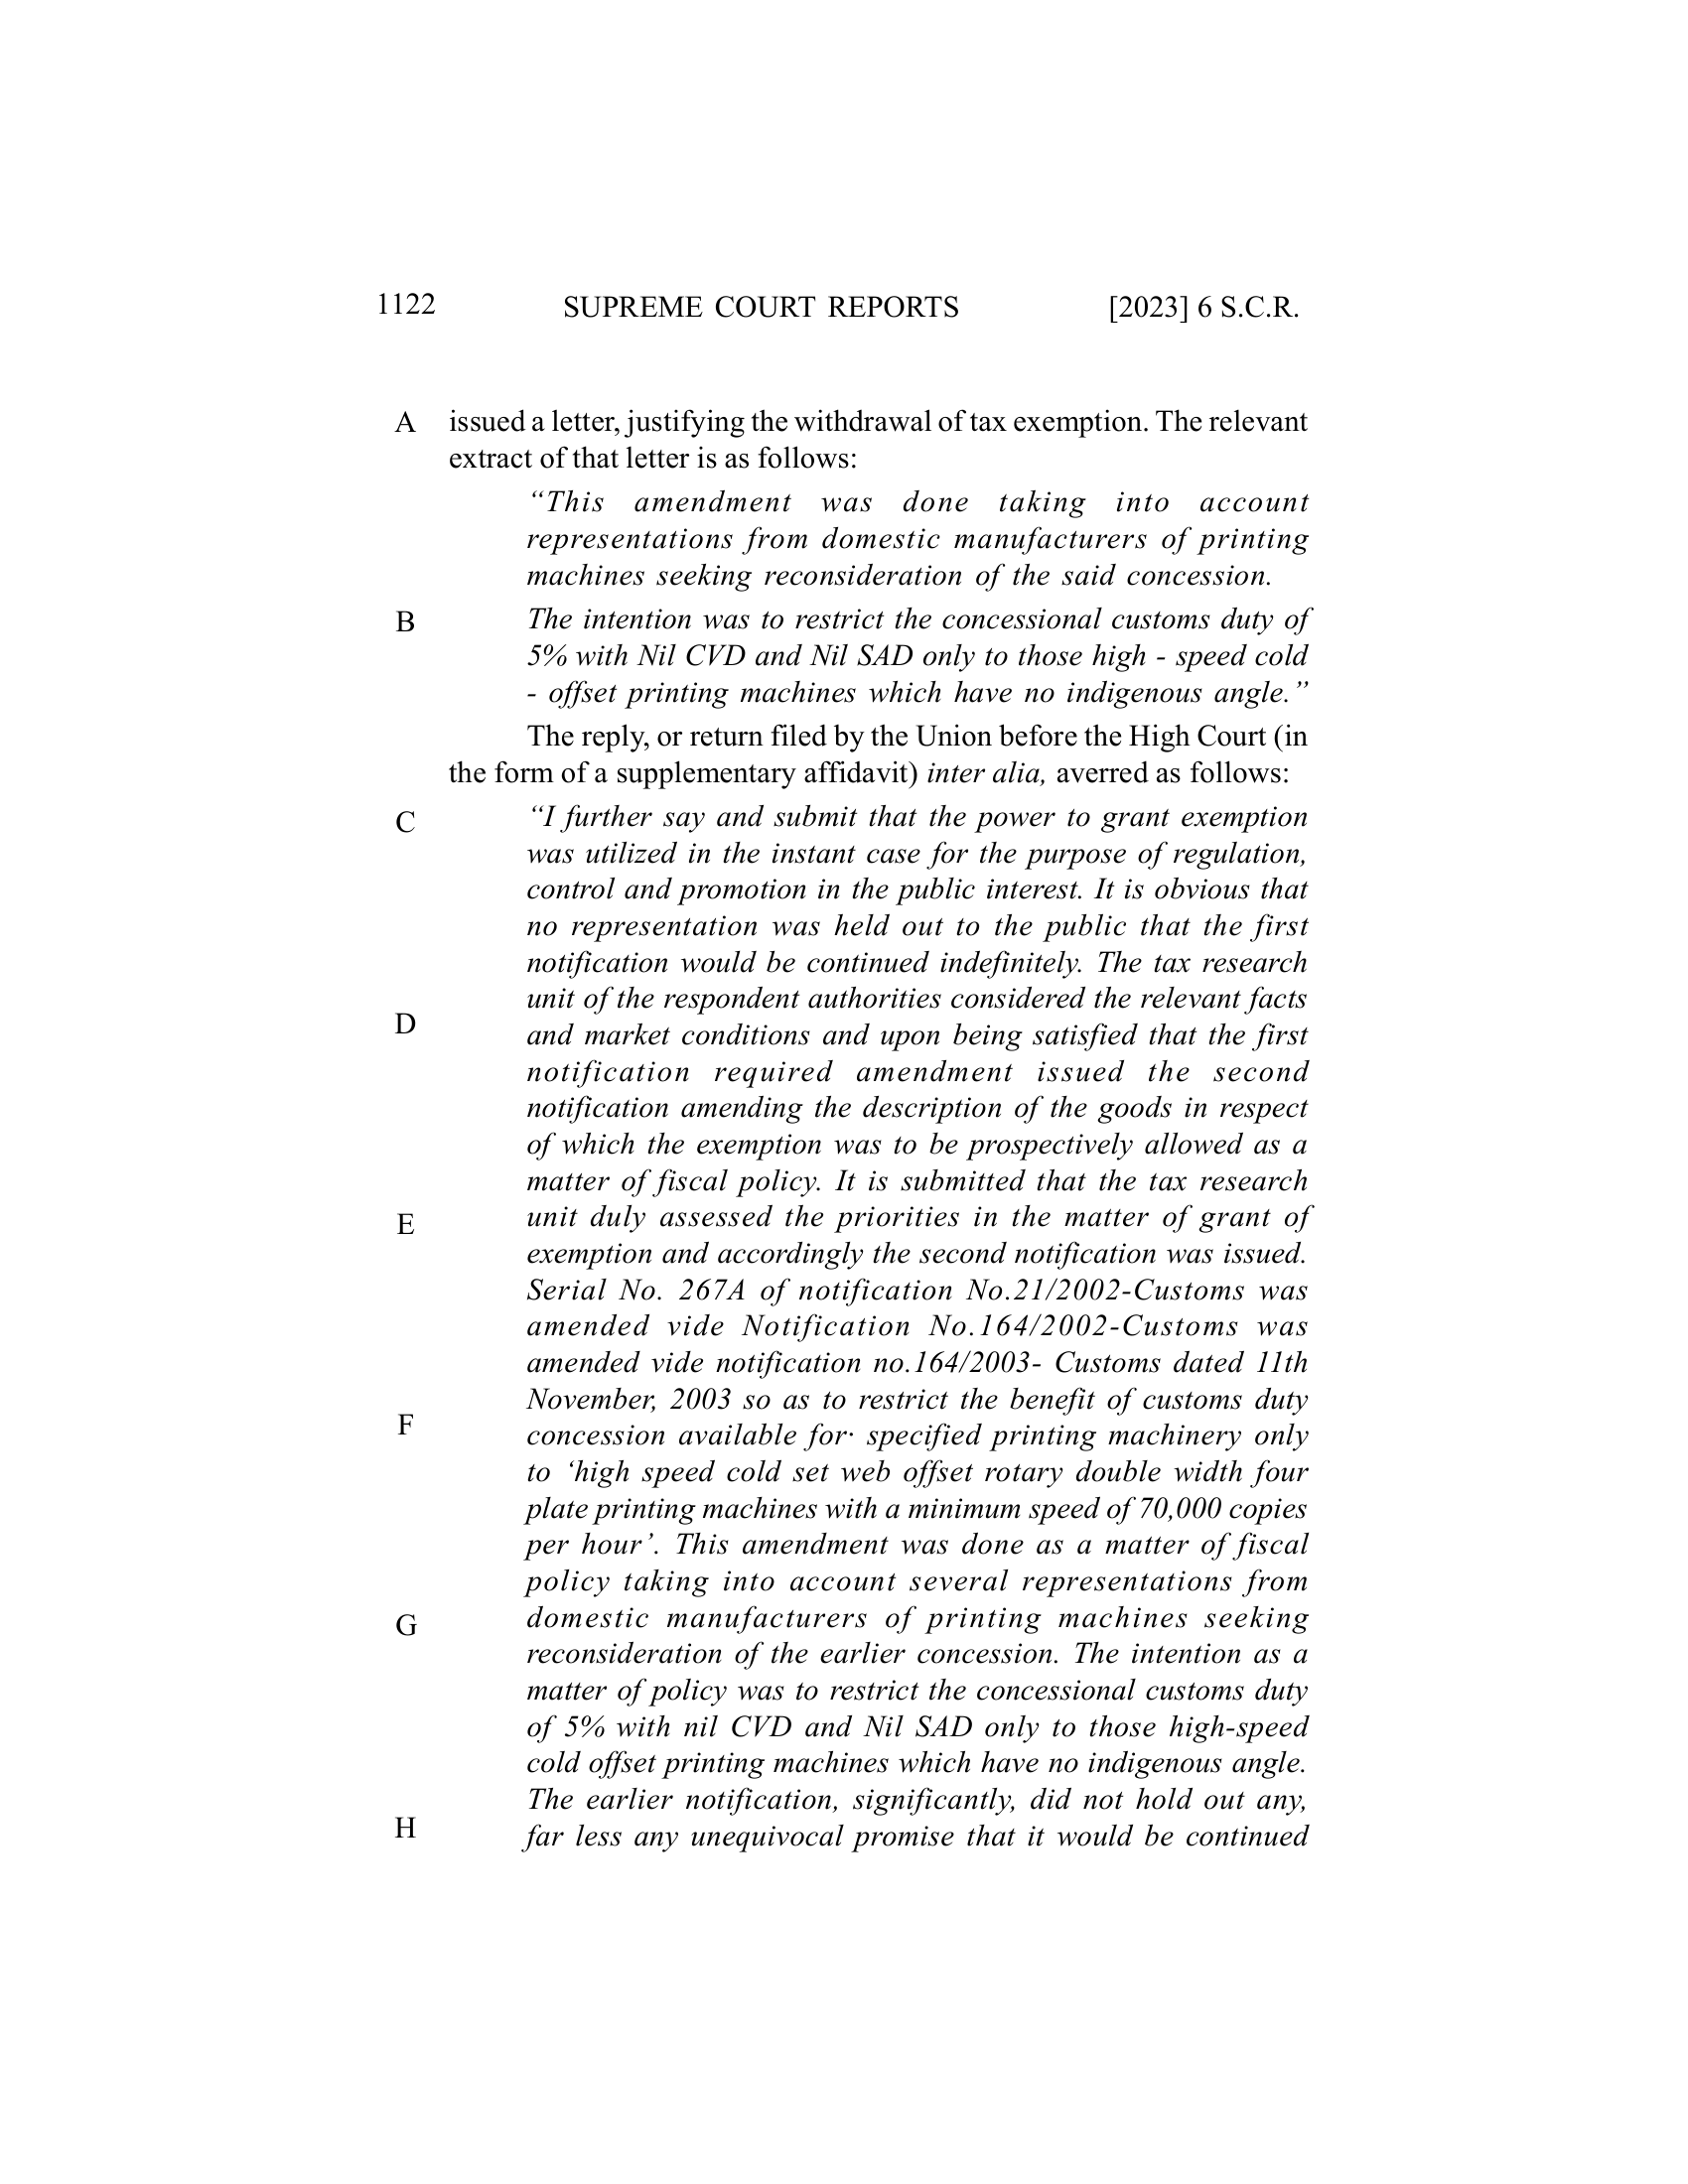 1122 SUPREME COURT REPORTS [2023] 6 S.C.R.
A issued a letter, justifying the withdrawal of tax exemption. The relevant
extract of that letter is as follows:
“This amendment was done taking into account
representations from domestic manufacturers of printing
machines seeking reconsideration of the said concession.
B The intention was to restrict the concessional customs duty of
5% with Nil CVD and Nil SAD only to those high - speed cold
- offset printing machines which have no indigenous angle.”
The reply, or return filed by the Union before the High Court (in
the form of a supplementary affidavit) inter alia, averred as follows:
C “I further say and submit that the power to grant exemption
was utilized in the instant case for the purpose of regulation,
control and promotion in the public interest. It is obvious that
no representation was held out to the public that the first
notification would be continued indefinitely. The tax research
unit of the respondent authorities considered the relevant facts
D and market conditions and upon being satisfied that the first
notification required amendment issued the second
notification amending the description of the goods in respect
of which the exemption was to be prospectively allowed as a
matter of fiscal policy. It is submitted that the tax research
E unit duly assessed the priorities in the matter of grant of
exemption and accordingly the second notification was issued.
Serial No. 267A of notification No.21/2002-Customs was
amended vide Notification No.164/2002-Customs was
amended vide notification no.164/2003- Customs dated 11th
November, 2003 so as to restrict the benefit of customs duty
F concession available for· specified printing machinery only
to ‘high speed cold set web offset rotary double width four
plate printing machines with a minimum speed of 70,000 copies
per hour’. This amendment was done as a matter of fiscal
policy taking into account several representations from
G domestic manufacturers of printing machines seeking
reconsideration of the earlier concession. The intention as a
matter of policy was to restrict the concessional customs duty
of 5% with nil CVD and Nil SAD only to those high-speed
cold offset printing machines which have no indigenous angle.
The earlier notification, significantly, did not hold out any,
H far less any unequivocal promise that it would be continued